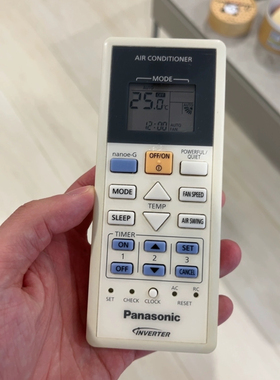 AIR CONDITIONER
MODE
25.0°C
12:00
nanoe-G
OFF/ON
POWERFUL/
QUIET
MODE
TEMP
FAN SPEED
SLEEP
AIR SWING
TIMER
ON
SET
1
2
3
OFF
CANCEL
SET
CHECK
CLOCK
AC
RC
RESET
Panasonic
INVERTER